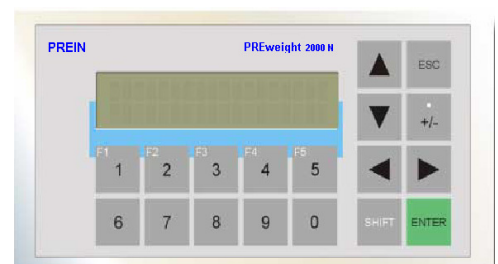 PREIN PREweight 2000 N
ESC
+/-
F1 F2 F3 F4 F5
1 2 3 4 5
6 7 8 9 0
SHIFT ENTER